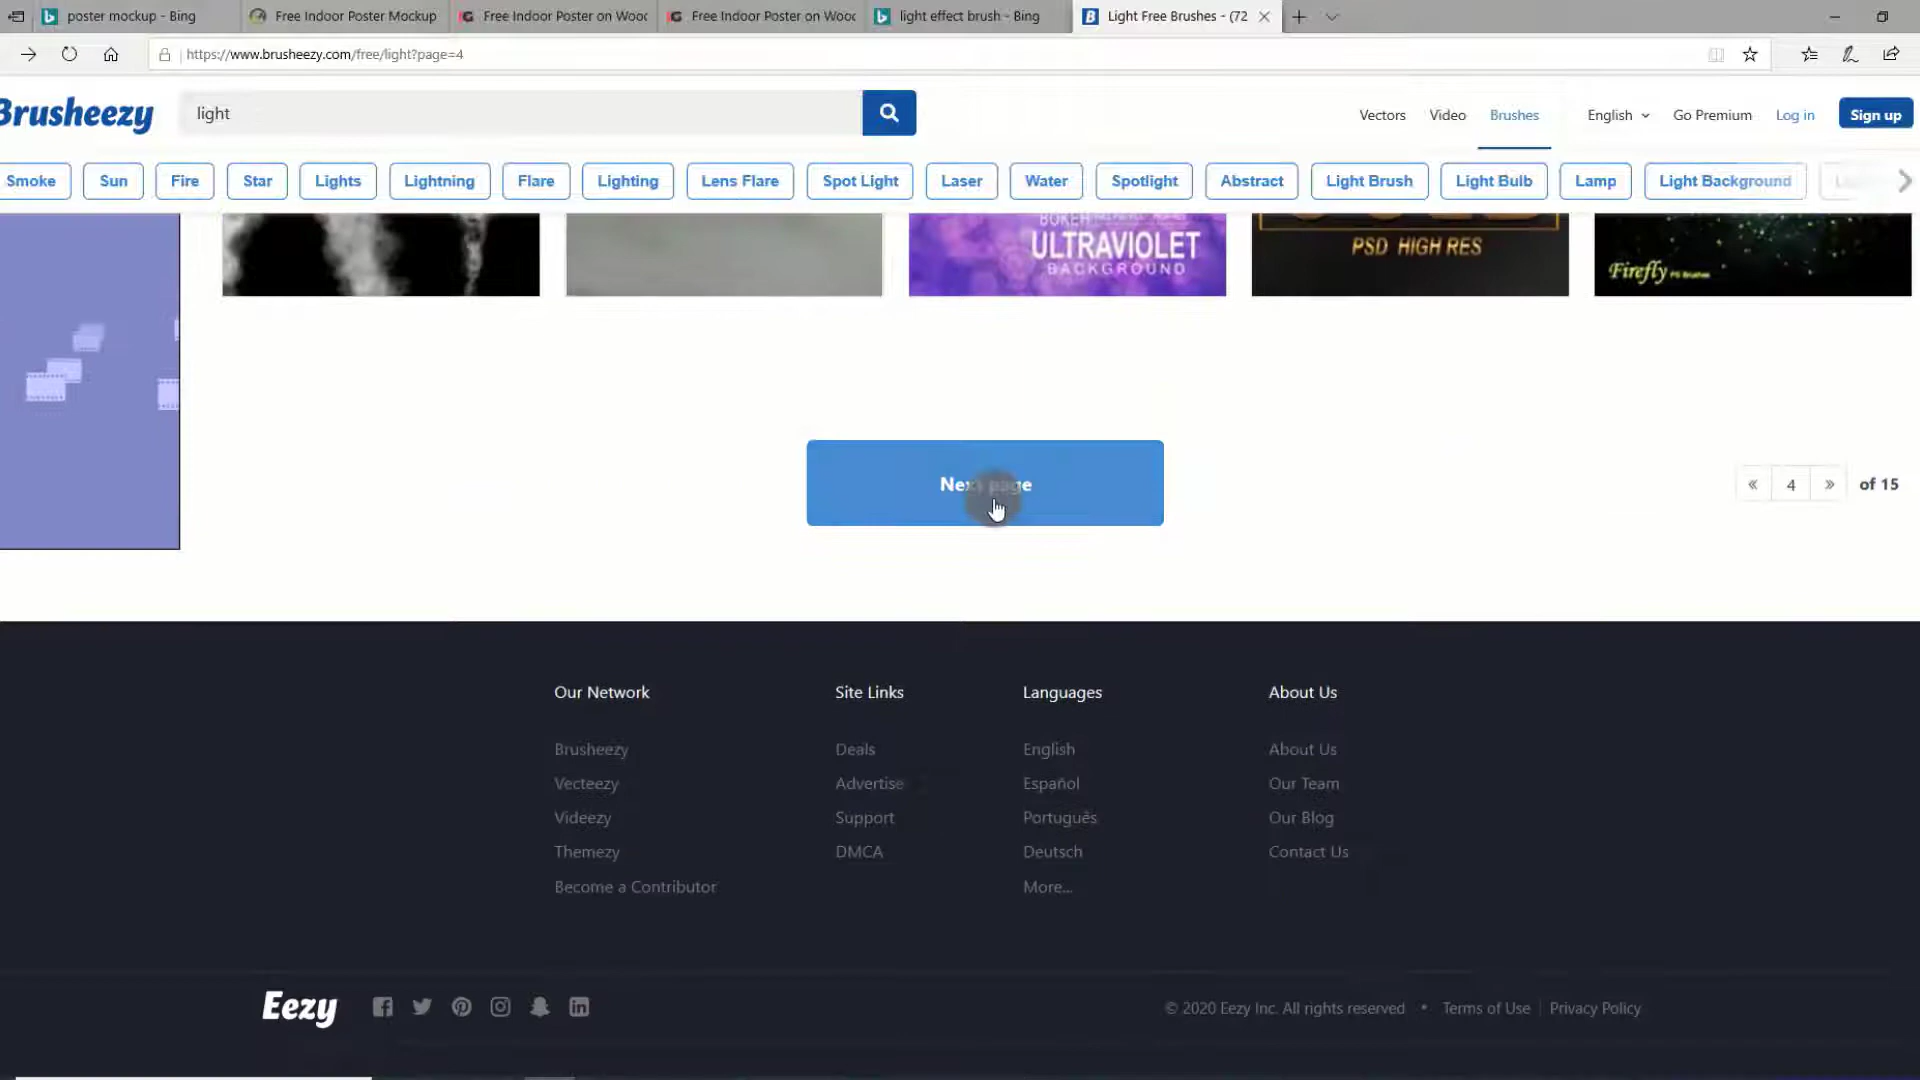 poster mockup - Bing
Free Indoor Poster Mockup
Free Indoor Poster on Wood
Free Indoor Poster on Wood
light effect brush - Bing
Light Free Brushes - (72
https://www.brusheezy.com/free/light?page=4
Brusheezy
light
Vectors
Video
Brushes
English
Go Premium
Log in
Sign up
Smoke
Sun
Fire
Star
Lights
Lightning
Flare
Lighting
Lens Flare
Spot Light
Laser
Water
Spotlight
Abstract
Light Brush
Light Bulb
Lamp
Light Background
BOKEH
ULTRAVIOLET
BACKGROUND
PSD HIGH RES
Firefly PS Brushes
Next page
« 4 » of 15
Our Network
Brusheezy
Vecteezy
Videezy
Themezy
Become a Contributor
Site Links
Deals
Advertise
Support
DMCA
Languages
English
Español
Português
Deutsch
More...
About Us
About Us
Our Team
Our Blog
Contact Us
Eezy
© 2020 Eezy Inc. All rights reserved • Terms of Use | Privacy Policy